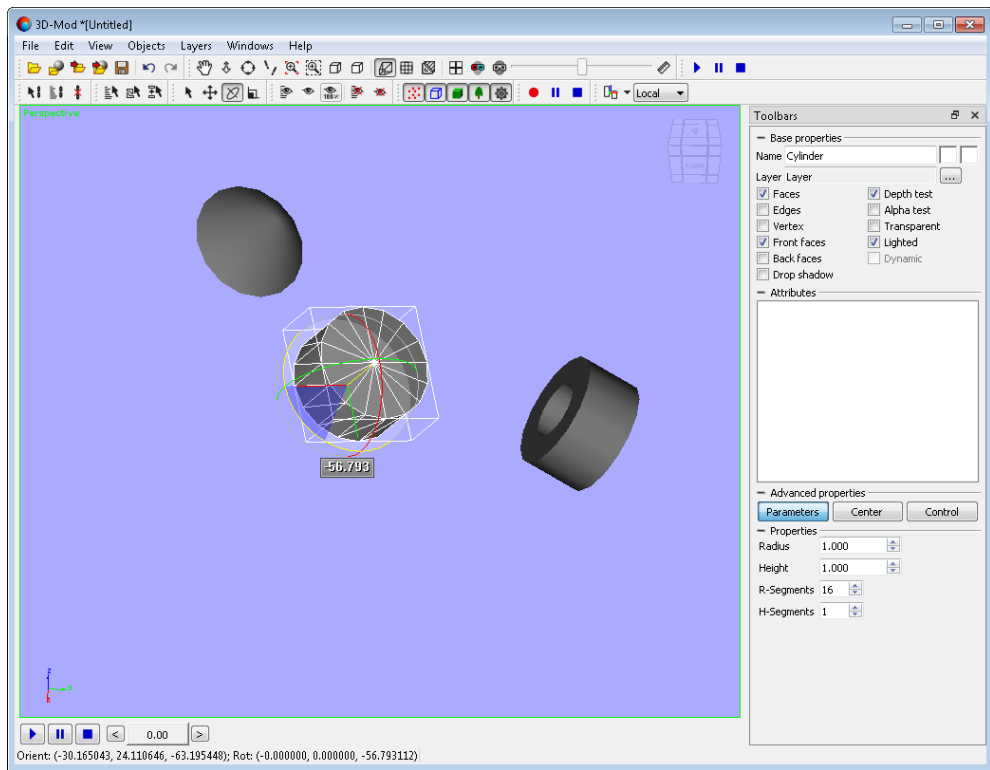 3D-Mod *[Untitled]
File Edit View Objects Layers Windows Help
100%
Local
Perspective
Toolbars
Base properties
Name Cylinder
Layer Layer ...
Faces Depth test
Edges Alpha test
Vertex Transparent
Front faces Lighted
Back faces Dynamic
Drop shadow
Attributes
-56.793
Advanced properties
Parameters Center Control
Properties
Radius 1.000
Height 1.000
R-Segments 16
H-Segments 1
z
< 0.00 >
Orient: (-30.165043, 24.110646, -63.195448); Rot: (-0.000000, 0.000000, -56.793112)